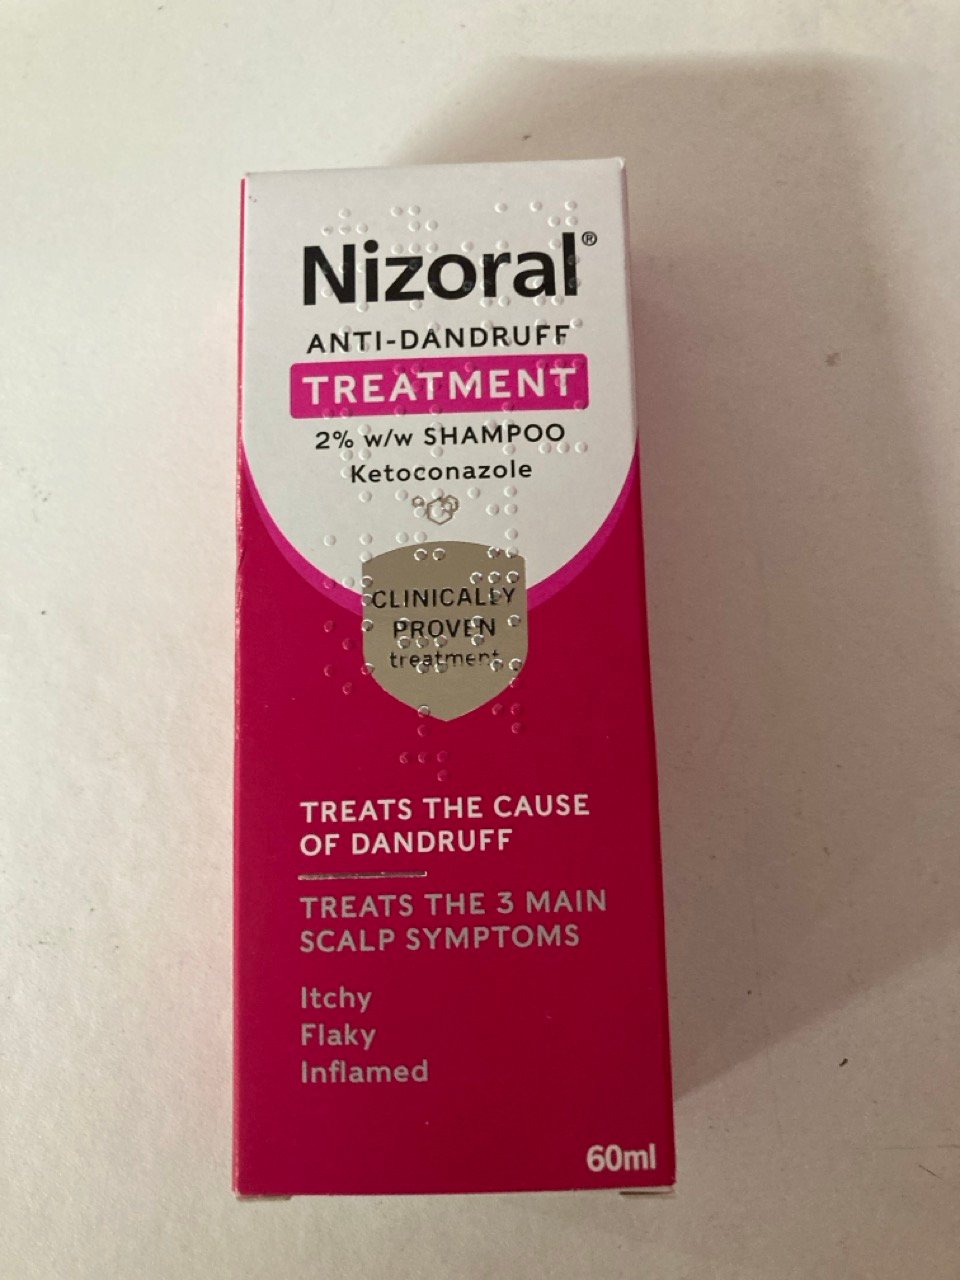 Nizoral®
ANTI-DANDRUFF
TREATMENT
2% w/w SHAMPOO
Ketoconazole
CLINICALLY
PROVEN
treatment
TREATS THE CAUSE
OF DANDRUFF
TREATS THE 3 MAIN
SCALP SYMPTOMS
Itchy
Flaky
Inflamed
60ml